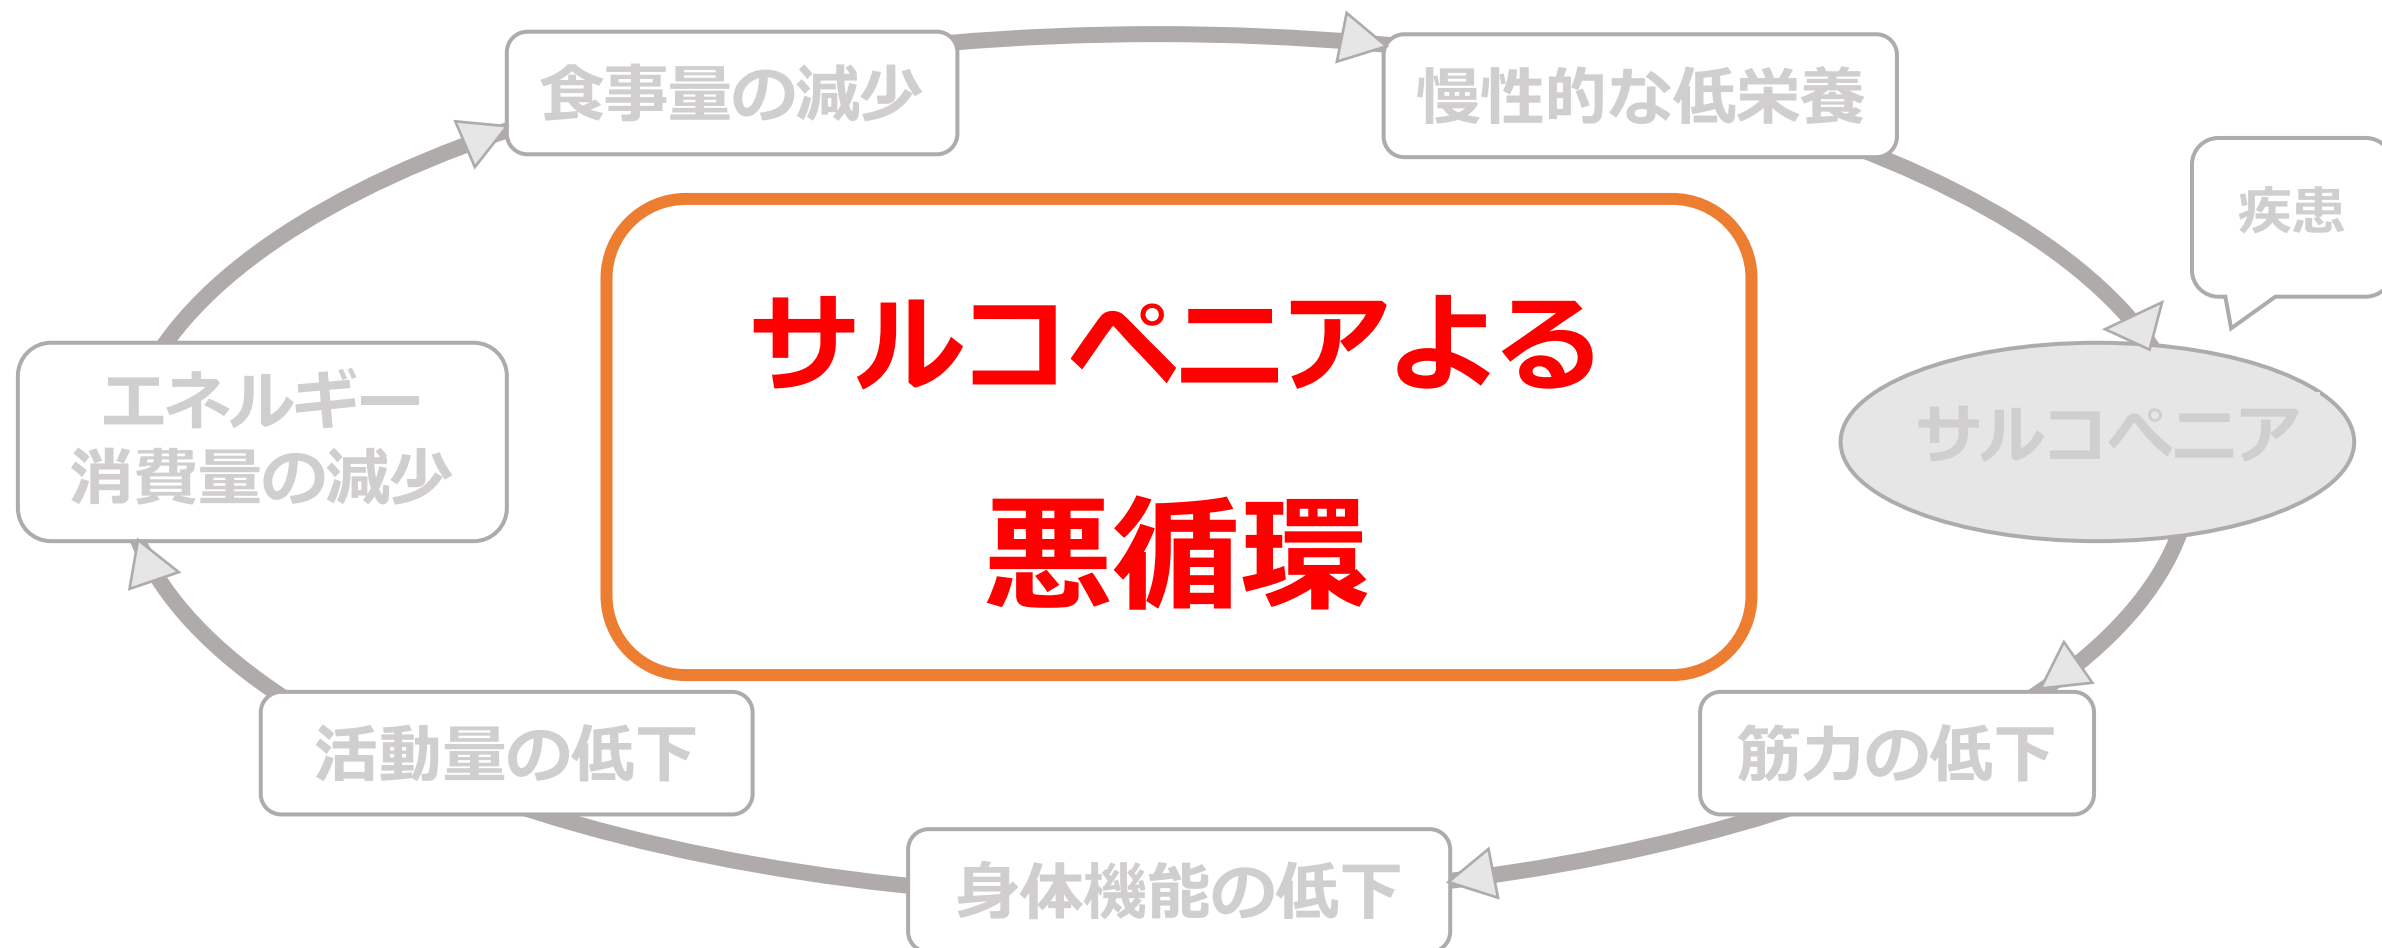 食事量の減少
慢性的な低栄養
疾患
サルコペニアよる
悪循環
エネルギー
消費量の減少
サルコペニア
活動量の低下
筋力の低下
身体機能の低下